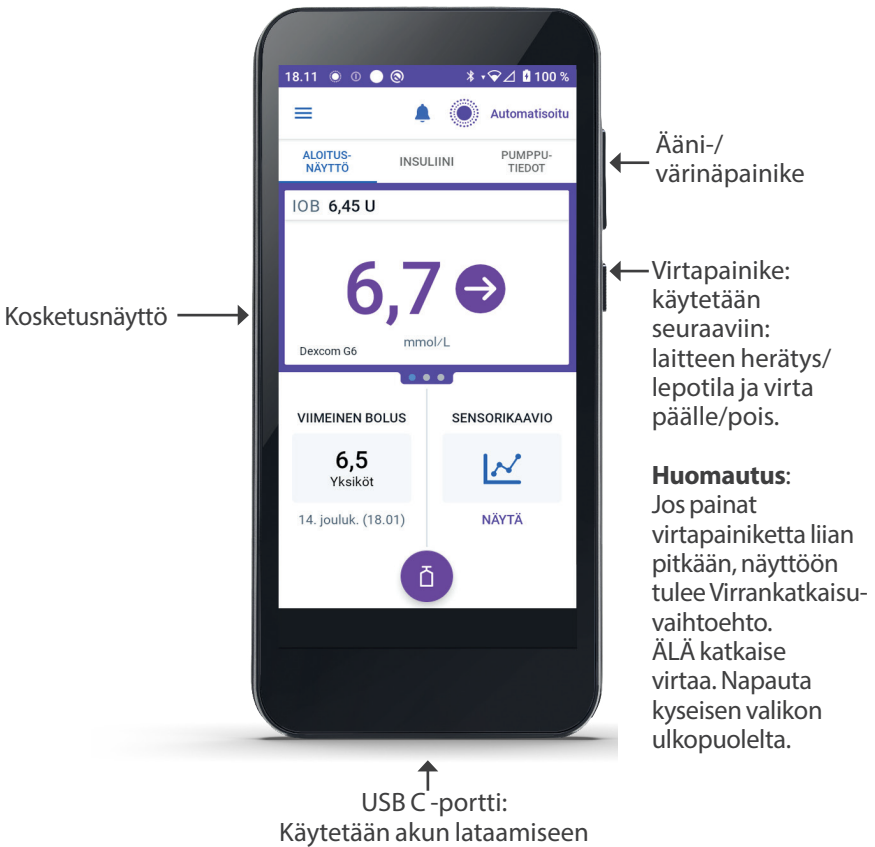 18.11
100 %
Automatisoitu
ALOITUS-
NÄYTTÖ
INSULIINI
PUMPPU-
TIEDOT
IOB 6,45 U
6,7
mmol/L
Dexcom G6
VIIMEINEN BOLUS
6,5
Yksiköt
14. jouluk. (18.01)
SENSORIKAAVIO
NÄYTÄ
Kosketusnäyttö
Ääni-/
värinäpainike
Virtapainike:
käytetään
seuraaviin:
laitteen herätys/
lepotila ja virta
päälle/pois.
Huomautus:
Jos painat
virtapainiketta liian
pitkään, näyttöön
tulee Virrankatkaisu-
vaihtoehto.
ÄLÄ katkaise
virtaa. Napauta
kyseisen valikon
ulkopuolelta.
USB C -portti:
Käytetään akun lataamiseen